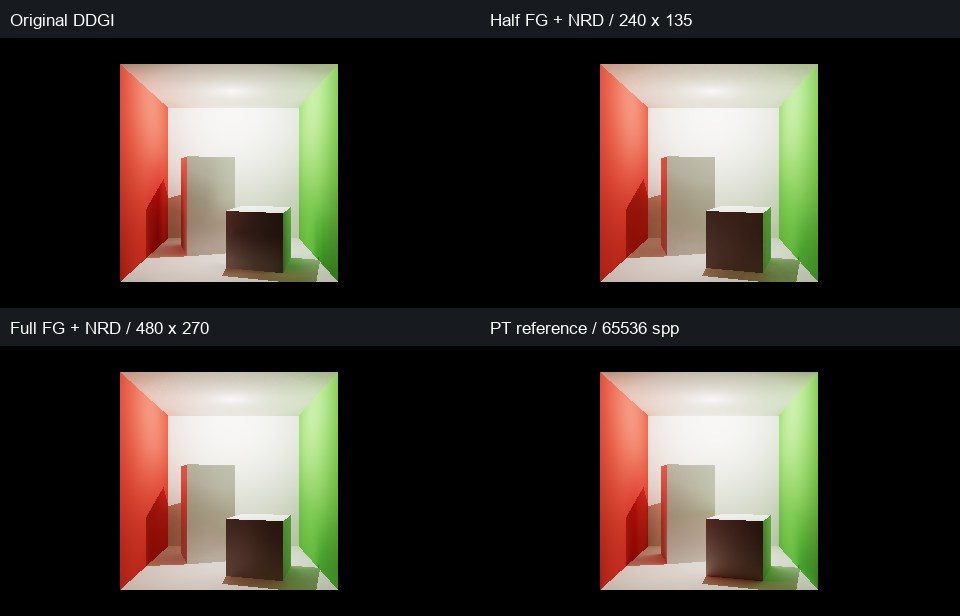 Original DDGI
Half FG + NRD / 240 x 135
Full FG + NRD / 480 x 270
PT reference / 65536 spp